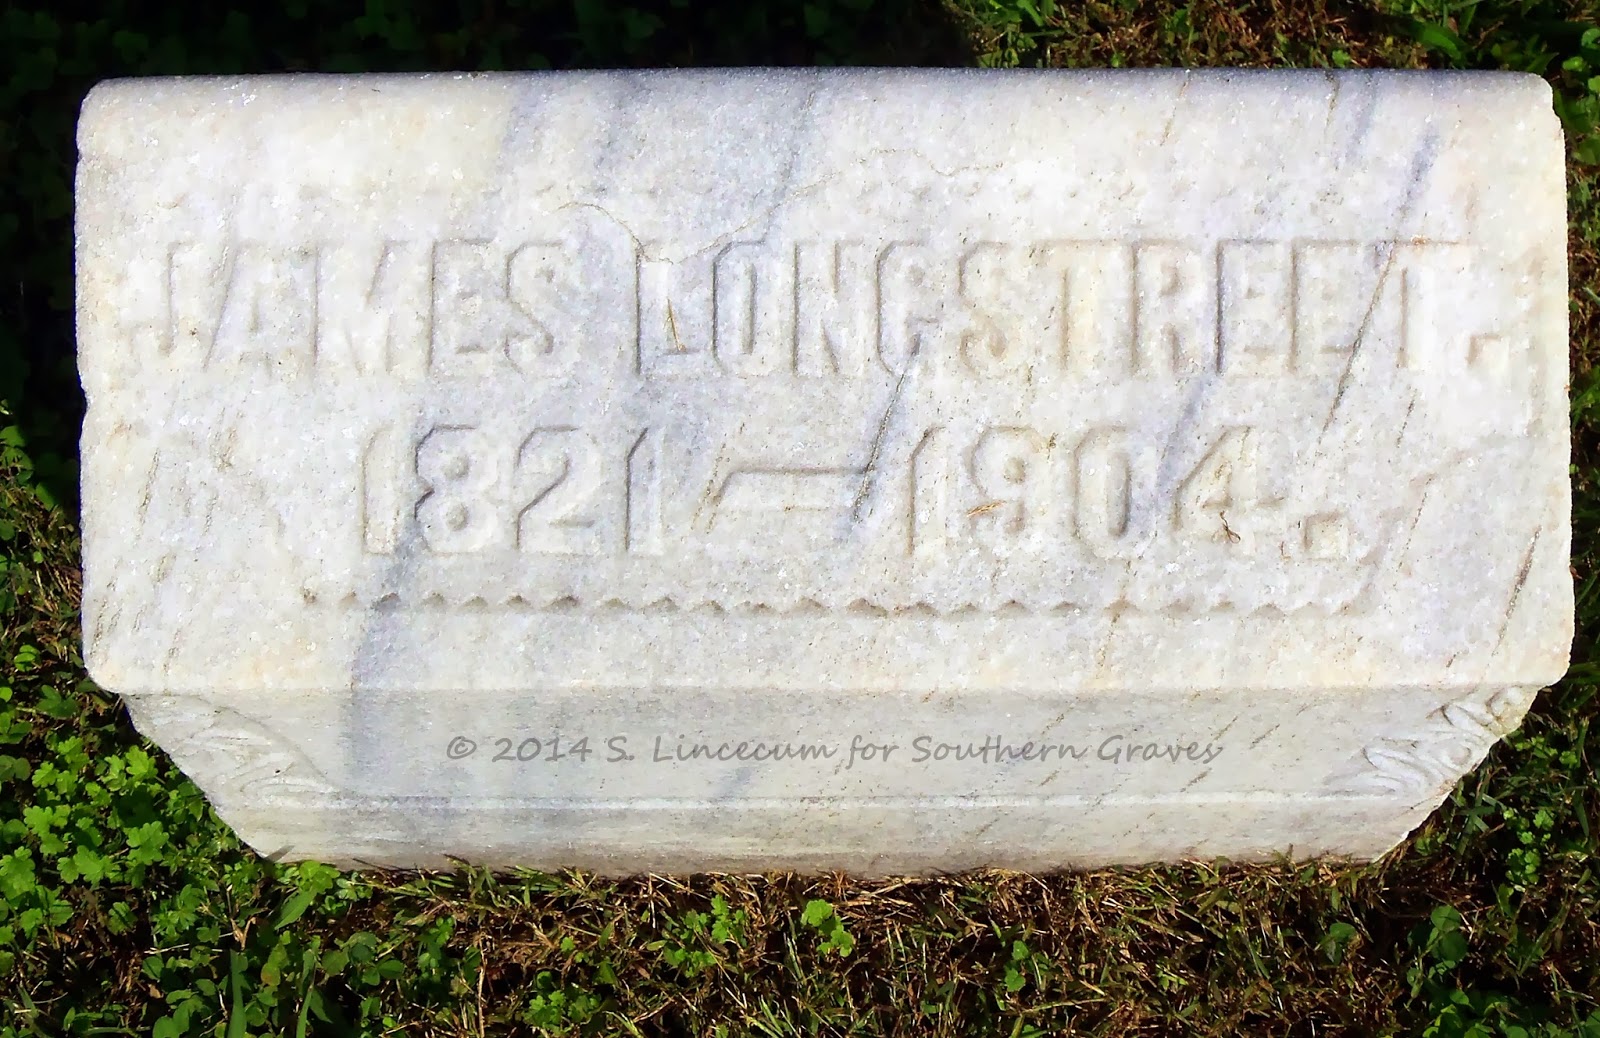 JAMES LONGSTREET.
1821 — 1904.
© 2014 S. Lincecum for Southern Graves